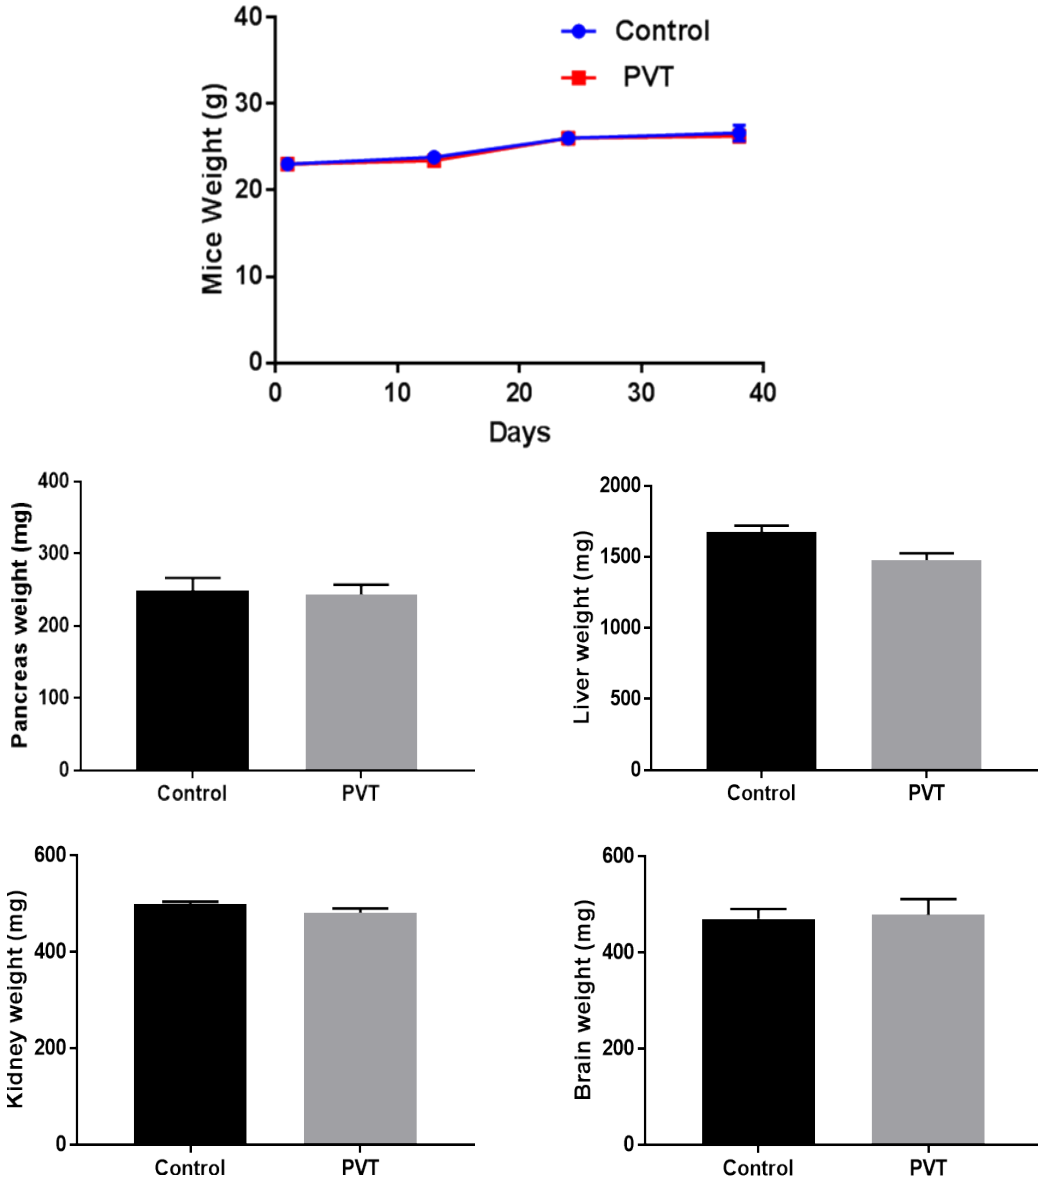 40
30
20
10
0
Mice Weight (g)
Control
PVT
0 10 20 30 40
Days
400
300
200
100
0
Pancreas weight (mg)
Control PVT
2000
1500
1000
500
0
Liver weight (mg)
Control PVT
600
400
200
0
Kidney weight (mg)
Control PVT
600
400
200
0
Brain weight (mg)
Control PVT